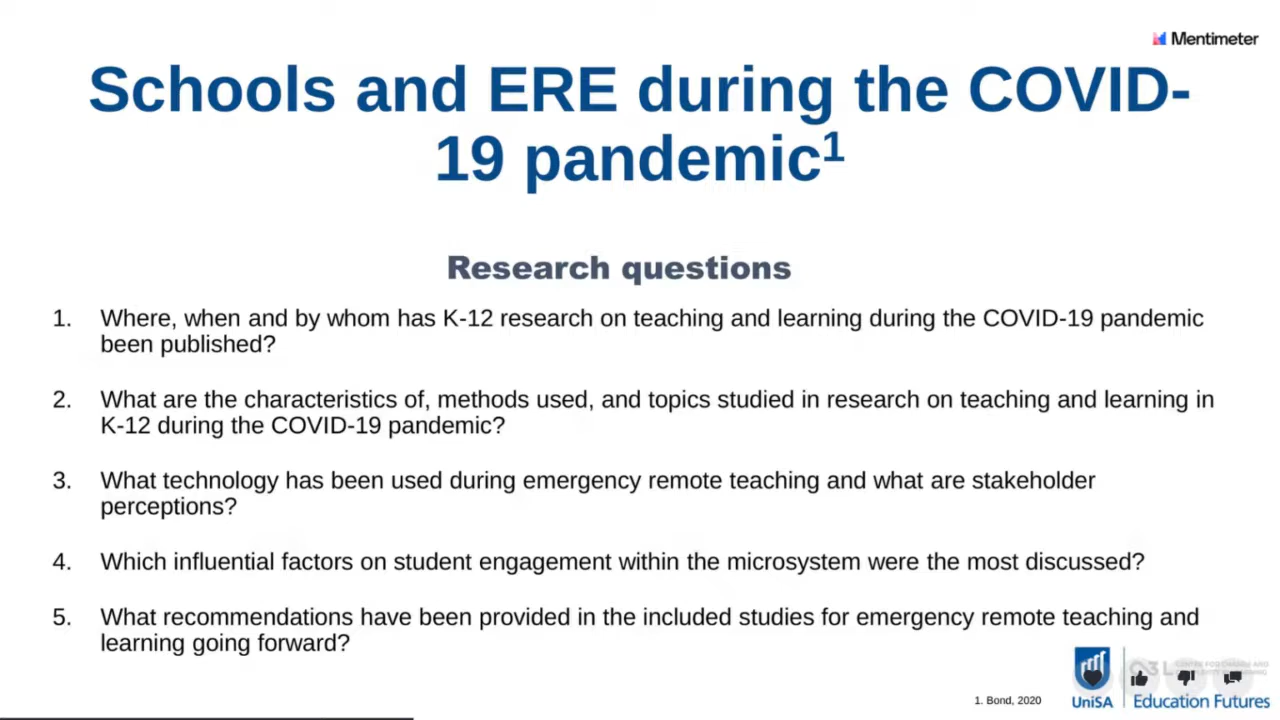 Mentimeter
Schools and ERE during the COVID-
19 pandemic1
Research questions
1. Where, when and by whom has K-12 research on teaching and learning during the COVID-19 pandemic
been published?
2. What are the characteristics of, methods used, and topics studied in research on teaching and learning in
K-12 during the COVID-19 pandemic?
3. What technology has been used during emergency remote teaching and what are stakeholder
perceptions?
4. Which influential factors on student engagement within the microsystem were the most discussed?
5. What recommendations have been provided in the included studies for emergency remote teaching and
learning going forward?
1. Bond, 2020
UniSA
Education Futures